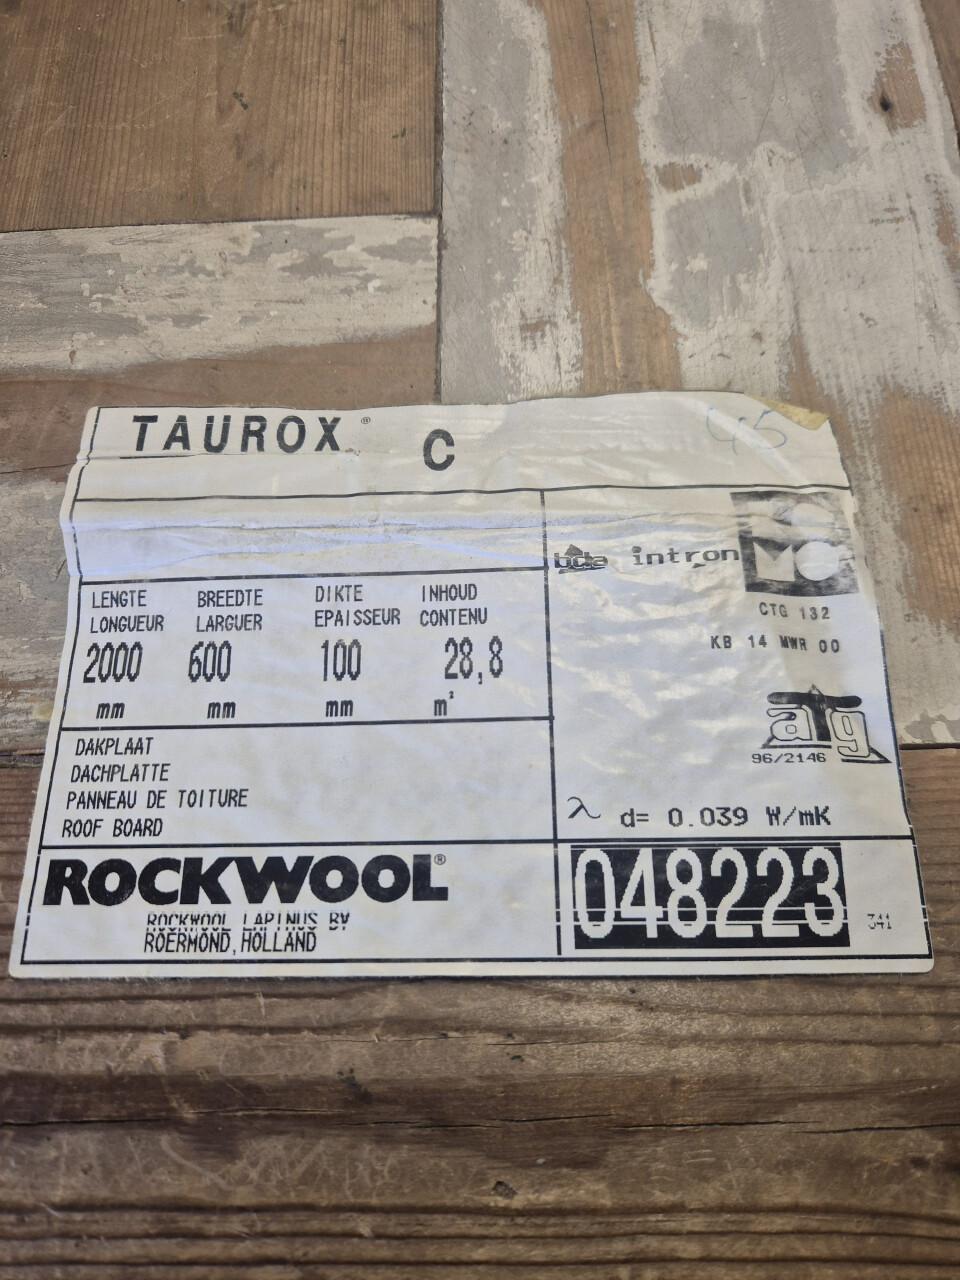 TAUROX® C
45
bda intron KOMO
CTG 132
KB 14 MWR 00
LENGTE BREEDTE DIKTE INHOUD
LONGUEUR LARGUER EPAISSEUR CONTENU
2000 600 100 28,8
mm mm mm m²
aTg
96/2146
DAKPLAAT
DACHPLATTE
PANNEAU DE TOITURE
ROOF BOARD
λ d= 0.039 W/mK
ROCKWOOL®
ROCKWOOL LAPINUS BV
ROERMOND, HOLLAND
048223
341